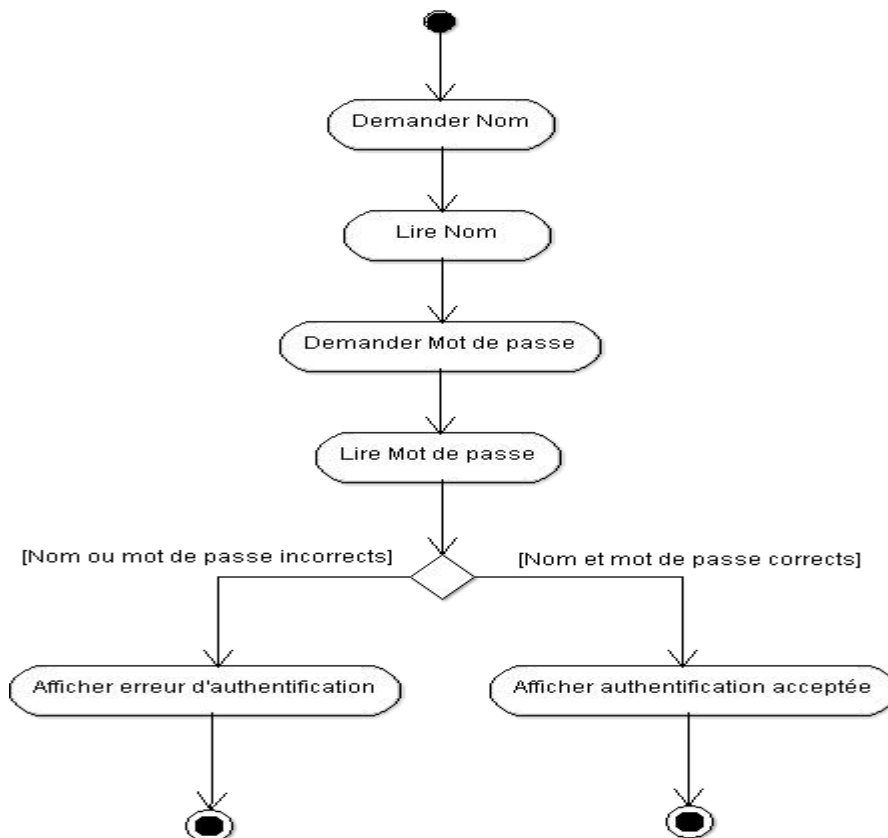 Demander Nom
Lire Nom
Demander Mot de passe
Lire Mot de passe
[Nom ou mot de passe incorrects]
[Nom et mot de passe corrects]
Afficher erreur d'authentification
Afficher authentification acceptée